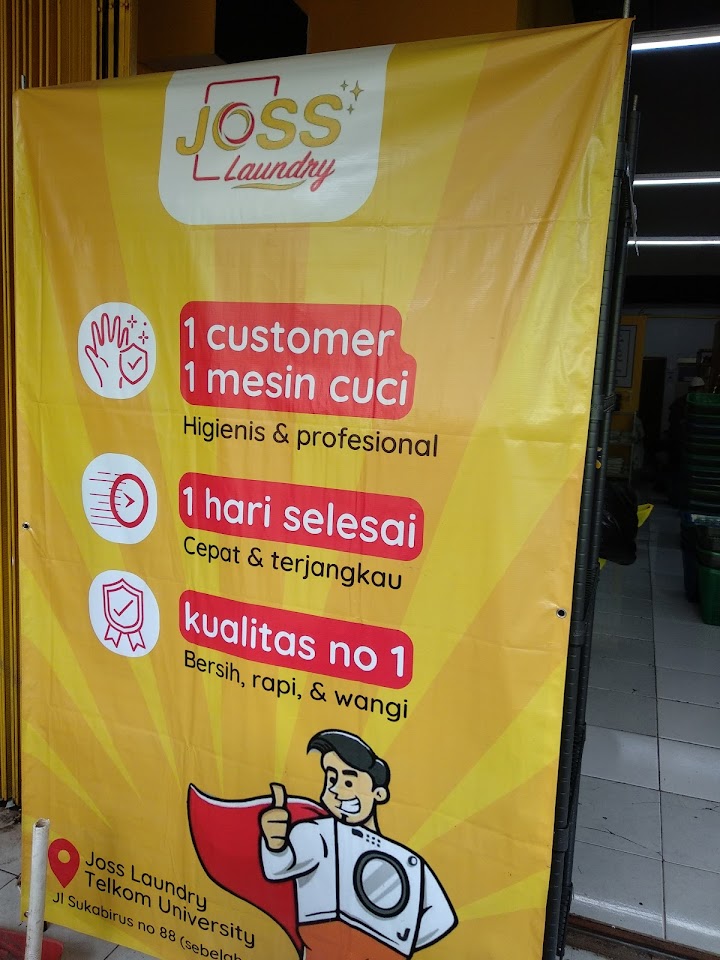 JOSS
Laundry
1 customer
1 mesin cuci
Higienis & profesional
1 hari selesai
Cepat & terjangkau
kualitas no 1
Bersih, rapi, & wangi
Joss Laundry
Telkom University
Jl Sukabirus no 88 (sebelah